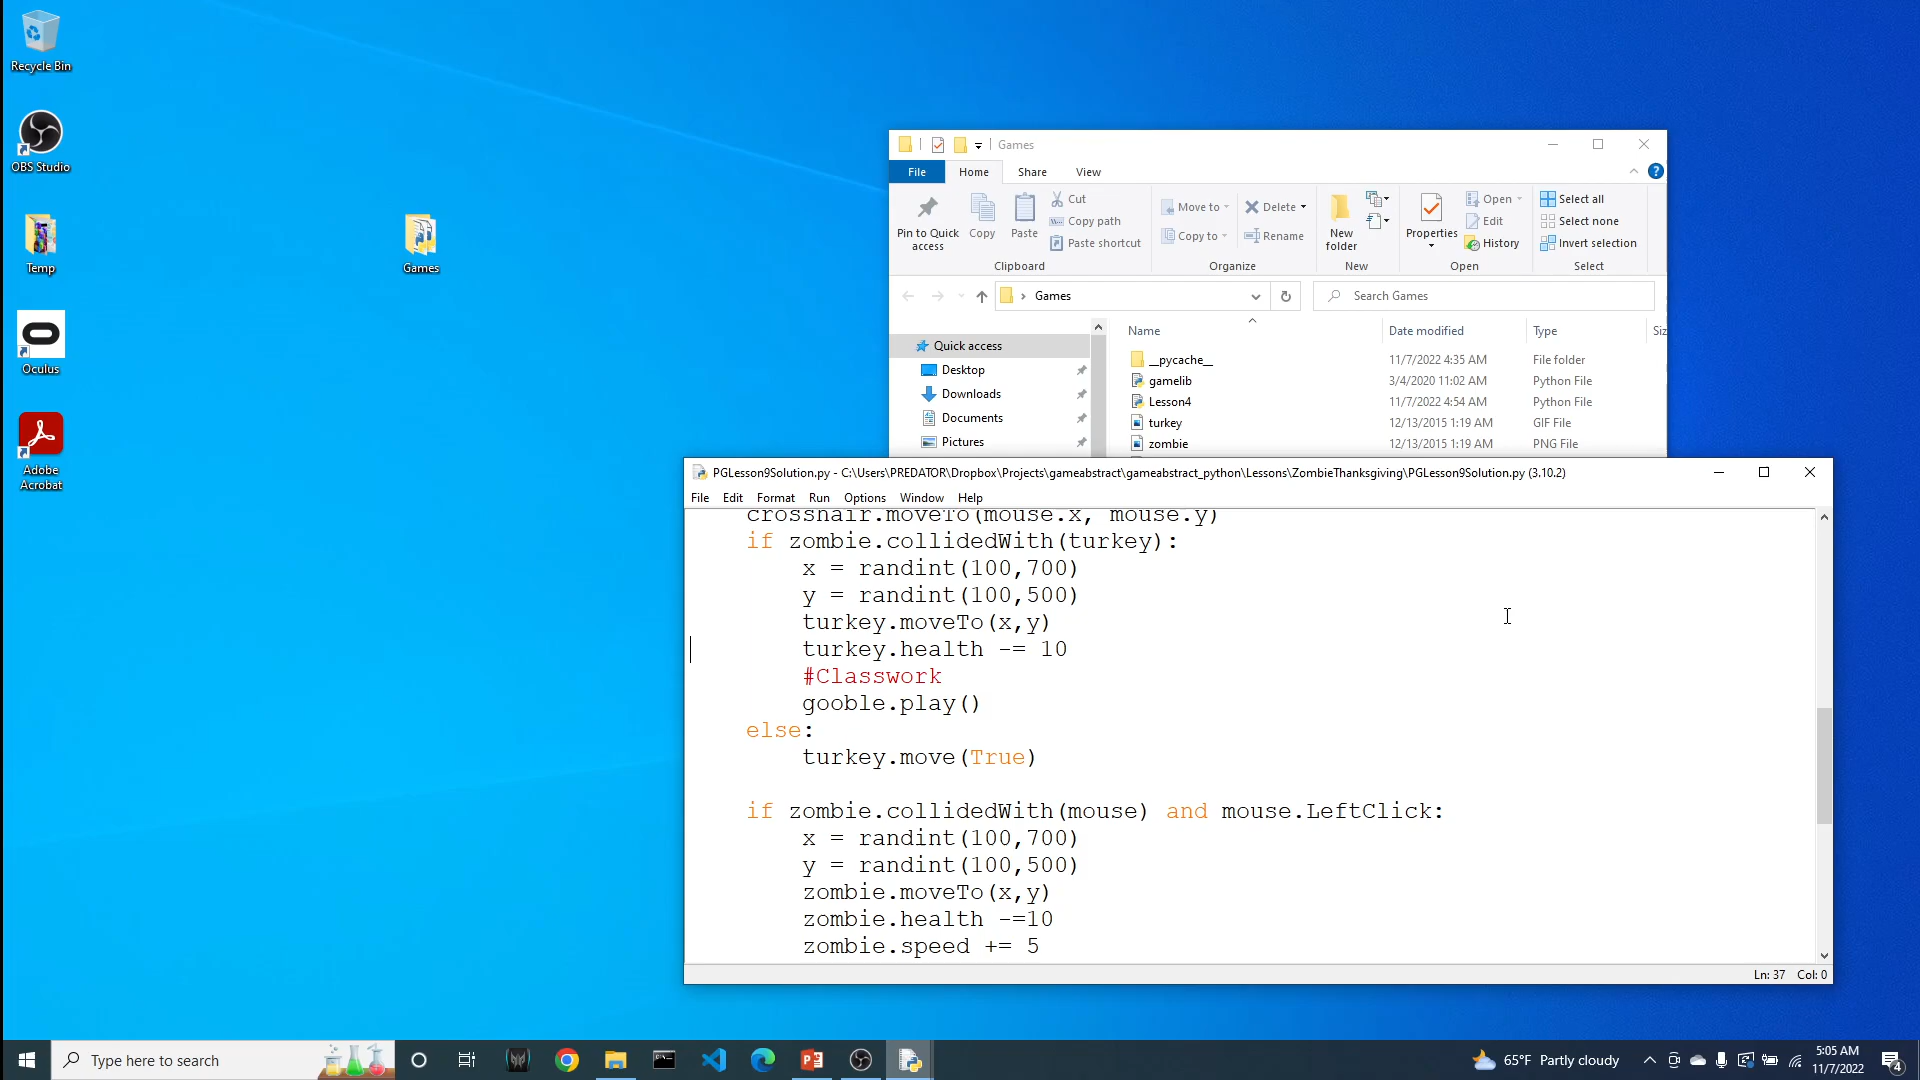 Recycle Bin
OBS Studio
Temp
Games
Oculus
Adobe
Acrobat
Games
File Home Share View
Pin to Quick
access
Copy
Paste
Cut
Copy path
Paste shortcut
Clipboard
Move to
Copy to
Delete
Rename
Organize
New
folder
New
Properties
Open
Edit
History
Open
Select all
Select none
Invert selection
Select
Games
Search Games
Name Date modified Type Siz
Quick access
Desktop
Downloads
Documents
Pictures
__pycache__ 11/7/2022 4:35 AM File folder
gamelib 3/4/2020 11:02 AM Python File
Lesson4 11/7/2022 4:54 AM Python File
turkey 12/13/2015 1:19 AM GIF File
zombie 12/13/2015 1:19 AM PNG File
PGLesson9Solution.py - C:\Users\PREDATOR\Dropbox\Projects\gameabstract\gameabstract_python\Lessons\ZombieThanksgiving\PGLesson9Solution.py (3.10.2)
File Edit Format Run Options Window Help
crosshair.moveTo(mouse.x, mouse.y)
if zombie.collidedWith(turkey):
x = randint(100,700)
y = randint(100,500)
turkey.moveTo(x,y)
turkey.health -= 10
#Classwork
gooble.play()
else:
turkey.move(True)
if zombie.collidedWith(mouse) and mouse.LeftClick:
x = randint(100,700)
y = randint(100,500)
zombie.moveTo(x,y)
zombie.health -=10
zombie.speed += 5
Ln: 37 Col: 0
Type here to search
65°F Partly cloudy
5:05 AM
11/7/2022
4